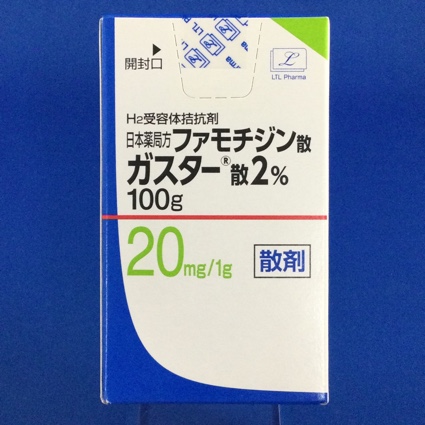 開封口
LTL Pharma
H2受容体拮抗剤
日本薬局方ファモチジン散
ガスター®散2%
100g
20mg/1g
散剤